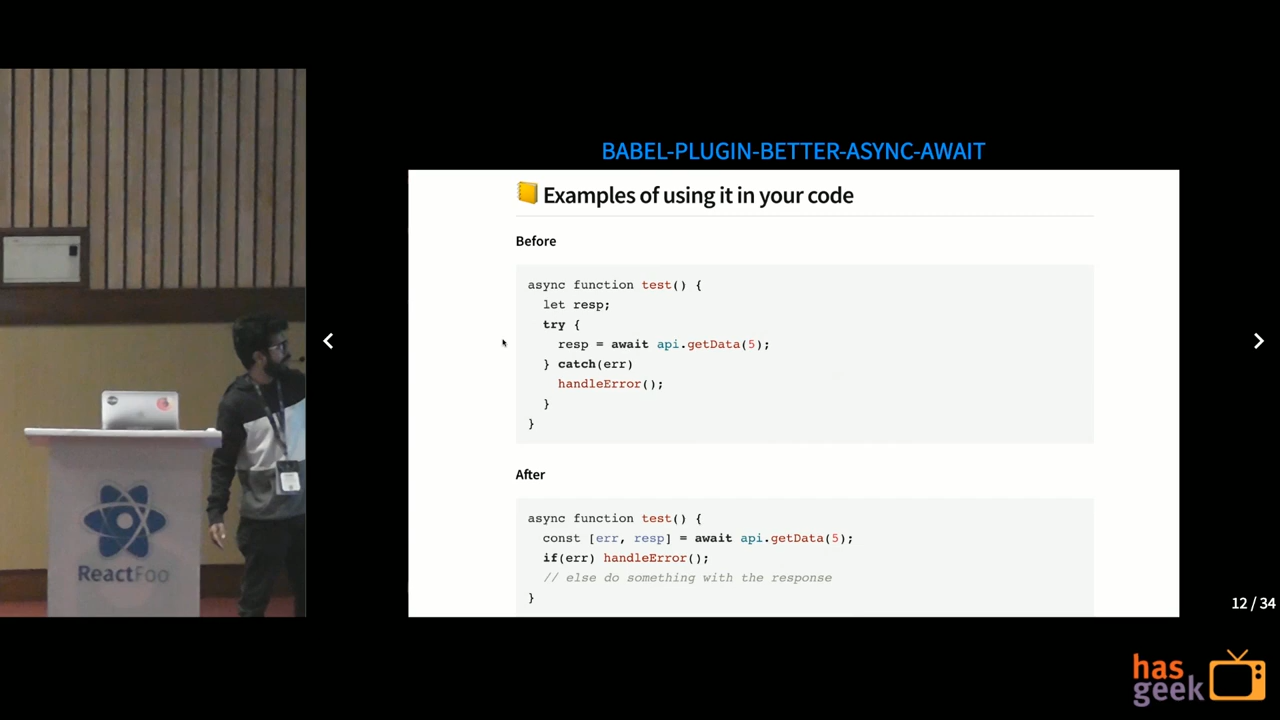 BABEL-PLUGIN-BETTER-ASYNC-AWAIT
Examples of using it in your code
Before
async function test() {
let resp;
try {
resp = await api.getData(5);
} catch(err)
handleError();
}
}
After
async function test() {
const [err, resp] = await api.getData(5);
if(err) handleError();
// else do something with the response
}
12 / 34
ReactFoo
has
geek